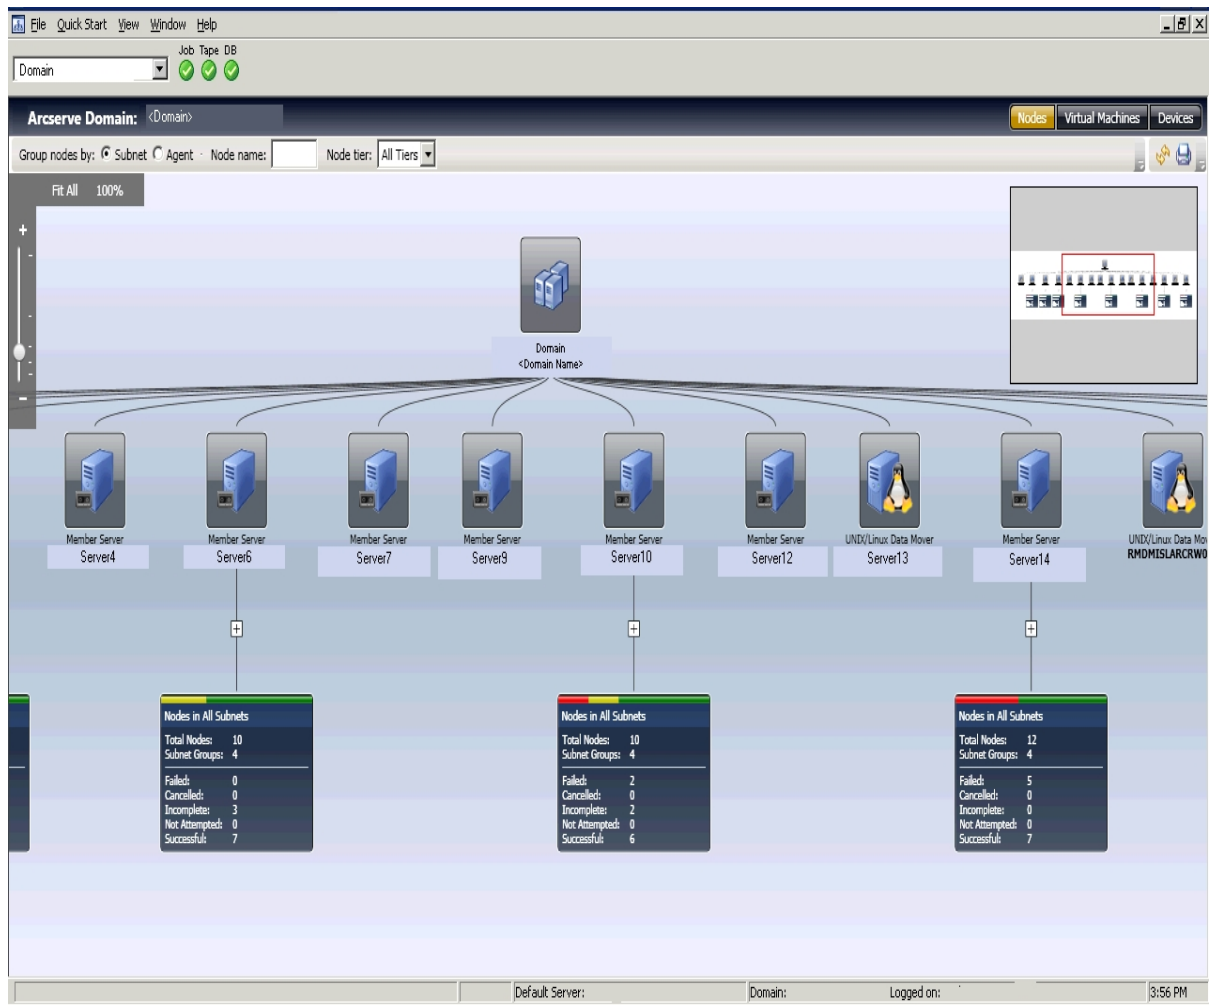 File Quick Start View Window Help
Job Tape DB
Domain
Arcserve Domain: <Domain>
Nodes Virtual Machines Devices
Group nodes by: Subnet Agent Node name: Node tier: All Tiers
Fit All 100%
Domain
<Domain Name>
Member Server
Server4
Member Server
Server6
Member Server
Server7
Member Server
Server9
Member Server
Server10
Member Server
Server12
UNIX/Linux Data Mover
Server13
Member Server
Server14
UNIX/Linux Data Mov
RMDMISLARCRW0
Nodes in All Subnets
Total Nodes: 10
Subnet Groups: 4
Failed: 0
Cancelled: 0
Incomplete: 3
Not Attempted: 0
Successful: 7
Nodes in All Subnets
Total Nodes: 10
Subnet Groups: 4
Failed: 2
Cancelled: 0
Incomplete: 2
Not Attempted: 0
Successful: 6
Nodes in All Subnets
Total Nodes: 12
Subnet Groups: 4
Failed: 5
Cancelled: 0
Incomplete: 0
Not Attempted: 0
Successful: 7
Default Server: Domain: Logged on: 3:56 PM